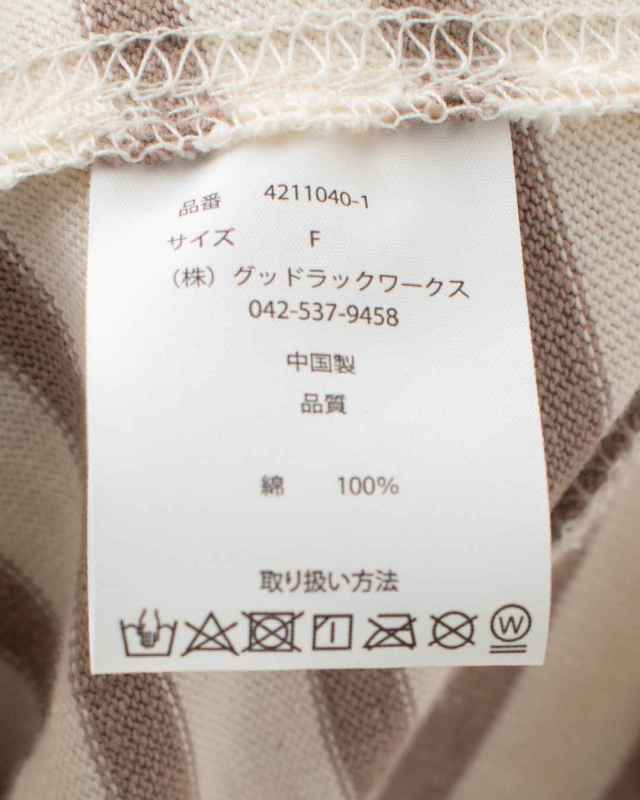 品番 4211040-1
サイズ F
（株）グッドラックワークス
042-537-9458
中国製
品質
綿 100%
取り扱い方法
W